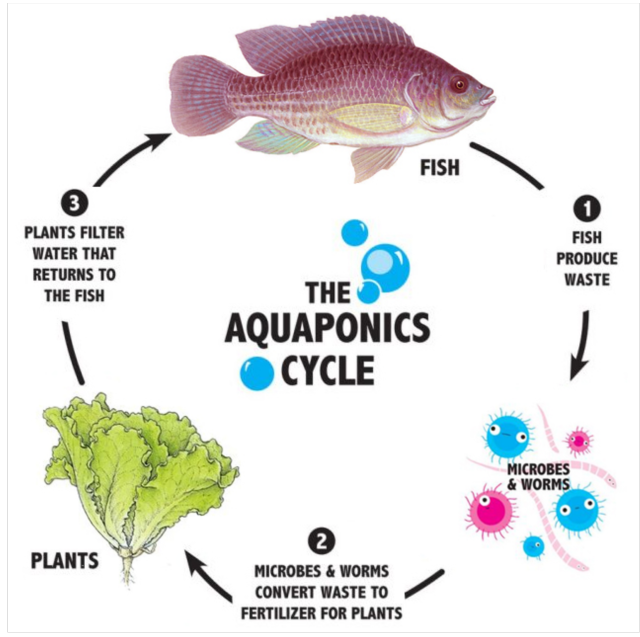 FISH
1
FISH
PRODUCE
WASTE
MICROBES
& WORMS
2
MICROBES & WORMS
CONVERT WASTE TO
FERTILIZER FOR PLANTS
PLANTS
3
PLANTS FILTER
WATER THAT
RETURNS TO
THE FISH
THE
AQUAPONICS
CYCLE